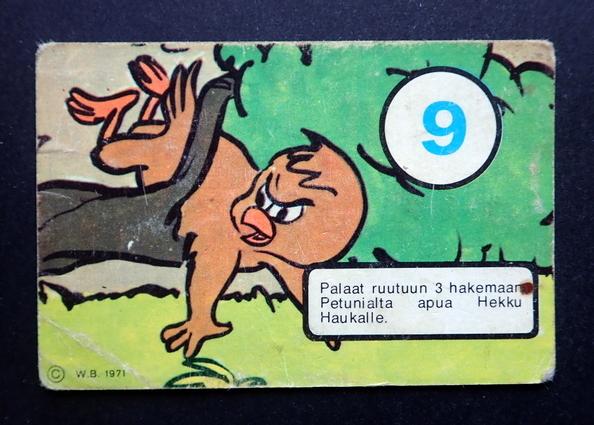 9
Palaat ruutuun 3 hakemaan
Petunialta apua Hekku
Haukalle.
© W.B. 1971